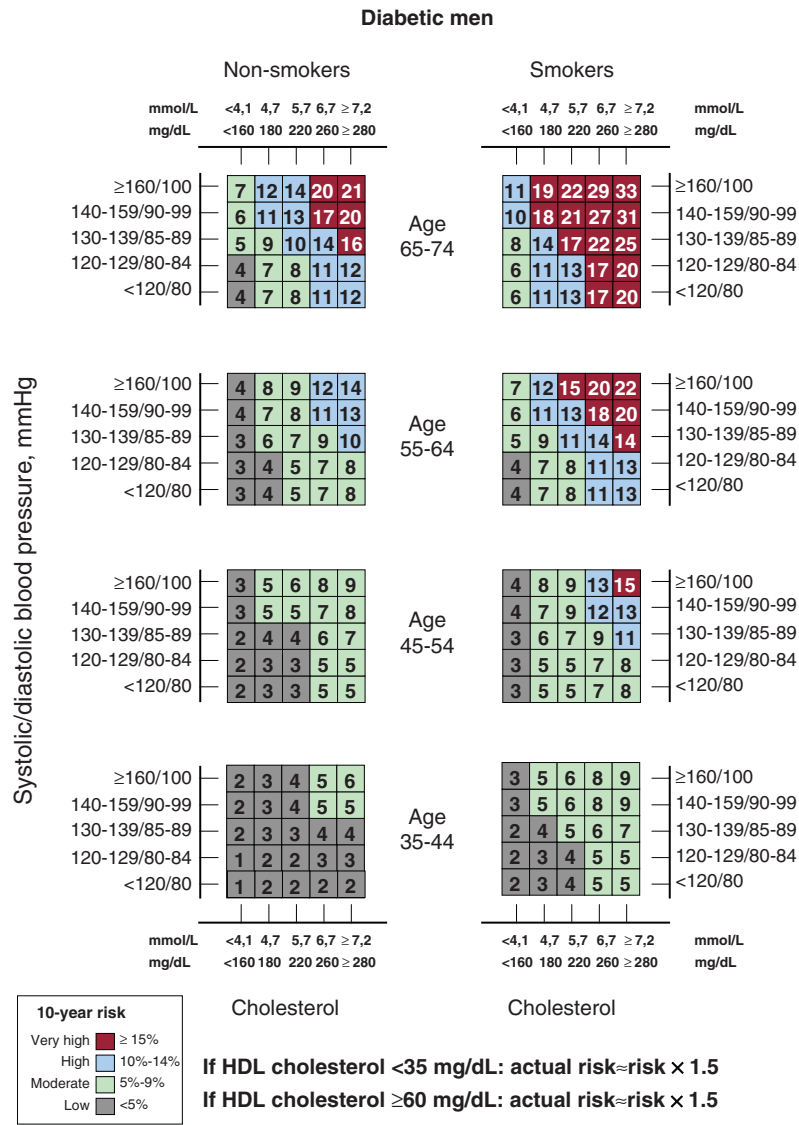 Diabetic men
Non-smokers Smokers
mmol/L <4,1 4,7 5,7 6,7 ≥7,2 <4,1 4,7 5,7 6,7 ≥7,2 mmol/L
mg/dL <160 180 220 260 ≥280 <160 180 220 260 ≥280 mg/dL
Systolic/diastolic blood pressure, mmHg
≥160/100 7 12 14 20 21 11 19 22 29 33 ≥160/100
140-159/90-99 6 11 13 17 20 10 18 21 27 31 140-159/90-99
130-139/85-89 5 9 10 14 16 8 14 17 22 25 130-139/85-89
120-129/80-84 4 7 8 11 12 6 11 13 17 20 120-129/80-84
<120/80 4 7 8 11 12 6 11 13 17 20 <120/80
Age
65-74
≥160/100 4 8 9 12 14 7 12 15 20 22 ≥160/100
140-159/90-99 4 7 8 11 13 6 11 13 18 20 140-159/90-99
130-139/85-89 3 6 7 9 10 5 9 11 14 14 130-139/85-89
120-129/80-84 3 4 5 7 8 4 7 8 11 13 120-129/80-84
<120/80 3 4 5 7 8 4 7 8 11 13 <120/80
Age
55-64
≥160/100 3 5 6 8 9 4 8 9 13 15 ≥160/100
140-159/90-99 3 5 5 7 8 4 7 9 12 13 140-159/90-99
130-139/85-89 2 4 4 6 7 3 6 7 9 11 130-139/85-89
120-129/80-84 2 3 3 5 5 3 5 5 7 8 120-129/80-84
<120/80 2 3 3 5 5 3 5 5 7 8 <120/80
Age
45-54
≥160/100 2 3 4 5 6 3 5 6 8 9 ≥160/100
140-159/90-99 2 3 4 5 5 3 5 6 8 9 140-159/90-99
130-139/85-89 2 3 3 4 4 2 4 5 6 7 130-139/85-89
120-129/80-84 1 2 2 3 3 2 3 4 5 5 120-129/80-84
<120/80 1 2 2 2 2 2 3 4 5 5 <120/80
Age
35-44
mmol/L <4,1 4,7 5,7 6,7 ≥7,2 <4,1 4,7 5,7 6,7 ≥7,2 mmol/L
mg/dL <160 180 220 260 ≥280 <160 180 220 260 ≥280 mg/dL
Cholesterol Cholesterol
10-year risk
Very high ≥ 15%
High 10%-14%
Moderate 5%-9%
Low <5%
If HDL cholesterol <35 mg/dL: actual risk≈risk × 1.5
If HDL cholesterol ≥60 mg/dL: actual risk≈risk × 1.5